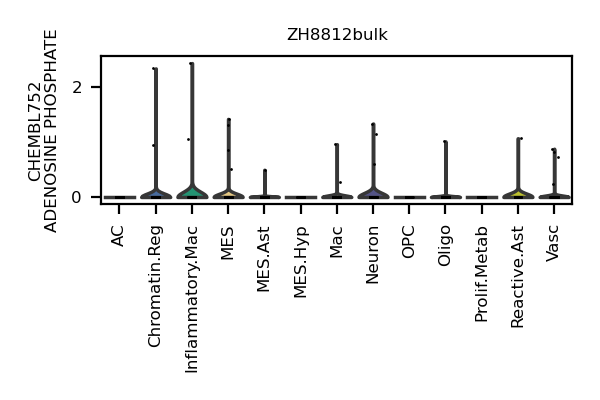 ZH8812bulk
CHEMBL752
ADENOSINE PHOSPHATE
2
0
AC
Chromatin.Reg
Inflammatory.Mac
MES
MES.Ast
MES.Hyp
Mac
Neuron
OPC
Oligo
Prolif.Metab
Reactive.Ast
Vasc